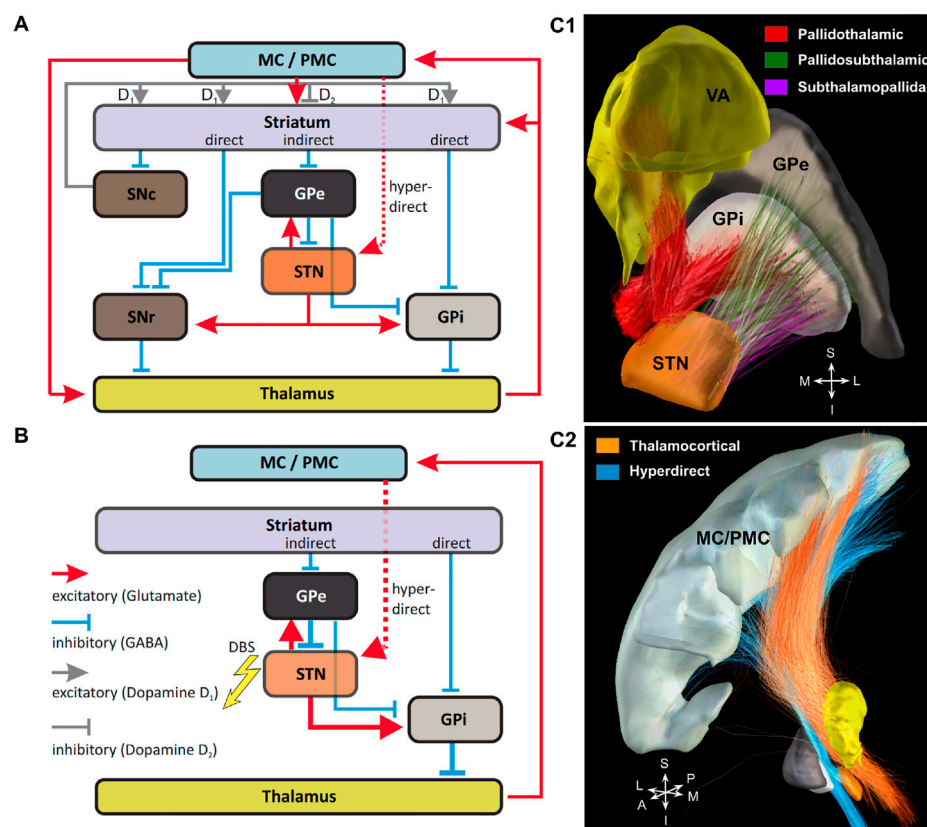 A
MC / PMC
D1
D1
D2
D1
Striatum
direct
indirect
direct
SNc
GPe
hyper-
direct
STN
SNr
GPi
Thalamus
B
MC / PMC
Striatum
indirect
direct
excitatory (Glutamate)
inhibitory (GABA)
excitatory (Dopamine D1)
inhibitory (Dopamine D2)
GPe
hyper-
direct
DBS
STN
GPi
Thalamus
C1
Pallidothalamic
Pallidosubthalamic
Subthalamopallidal
VA
GPe
GPi
STN
S
M
L
I
C2
Thalamocortical
Hyperdirect
MC/PMC
S
L
P
A
M
I